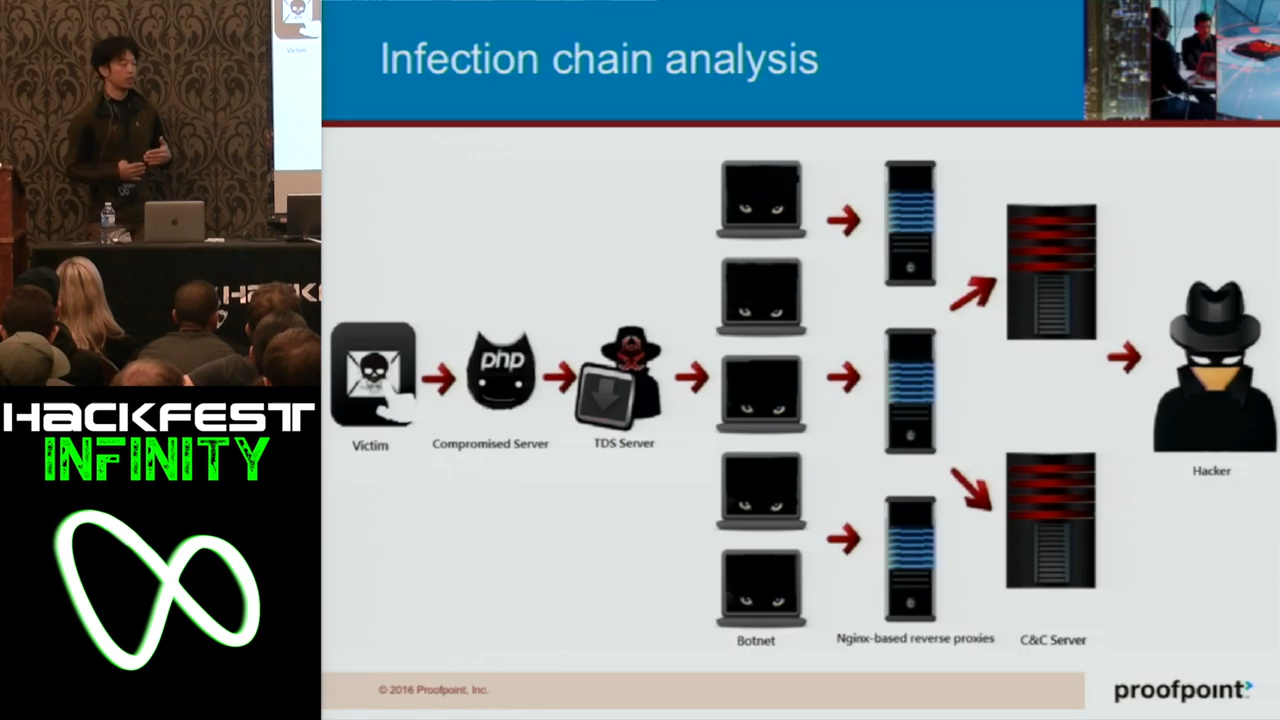 Infection chain analysis
Victim
php
Victim
Compromised Server
TDS Server
Botnet
Nginx-based reverse proxies
C&C Server
Hacker
HACKFEST
INFINITY
© 2016 Proofpoint, Inc.
proofpoint